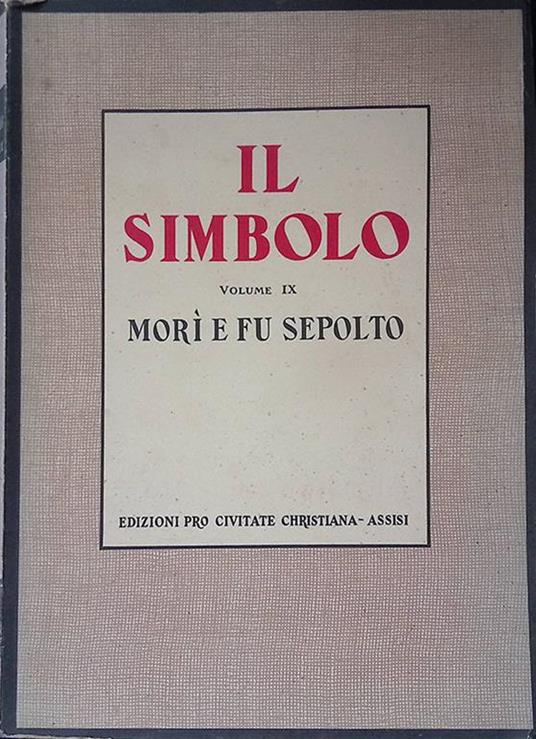 IL
SIMBOLO
VOLUME IX
MORÌ E FU SEPOLTO
EDIZIONI PRO CIVITATE CHRISTIANA - ASSISI